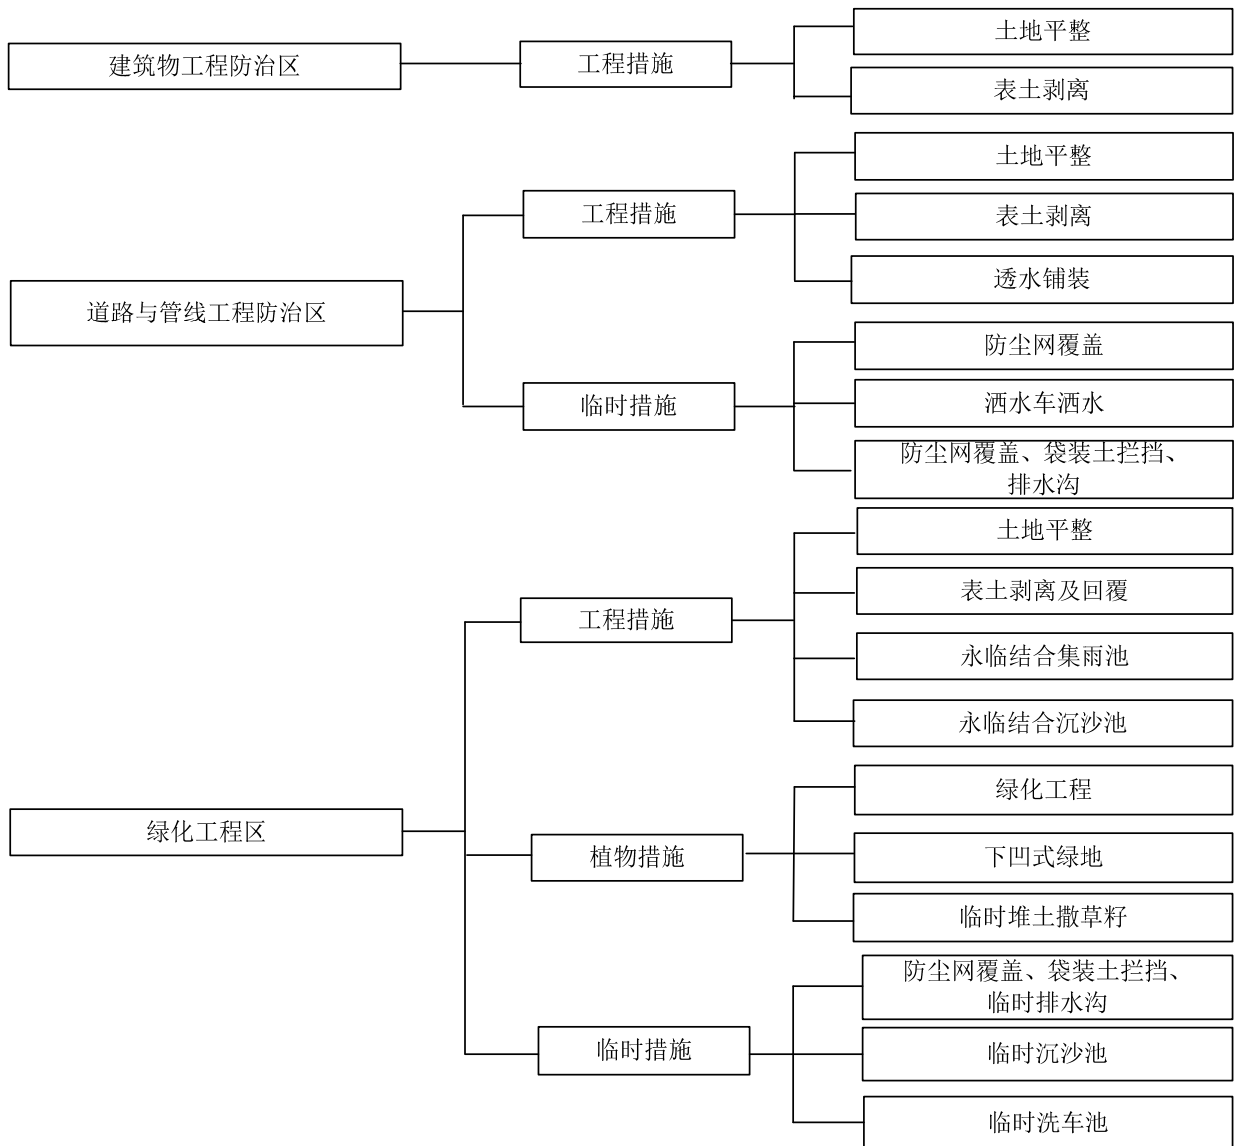 建筑物工程防治区
工程措施
土地平整
表土剥离
道路与管线工程防治区
工程措施
土地平整
表土剥离
透水铺装
临时措施
防尘网覆盖
洒水车洒水
防尘网覆盖、袋装土拦挡、
排水沟
绿化工程区
工程措施
土地平整
表土剥离及回覆
永临结合集雨池
永临结合沉沙池
植物措施
绿化工程
下凹式绿地
临时堆土撒草籽
临时措施
防尘网覆盖、袋装土拦挡、
临时排水沟
临时沉沙池
临时洗车池